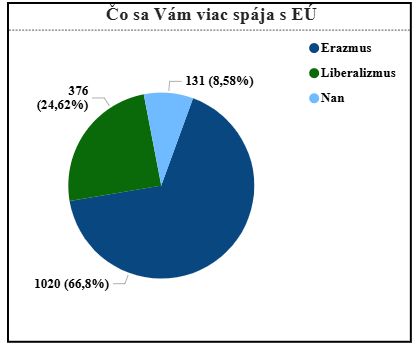 Čo sa Vám viac spája s EÚ
Erazmus
Liberalizmus
Nan
131 (8,58%)
376
(24,62%)
1020 (66,8%)